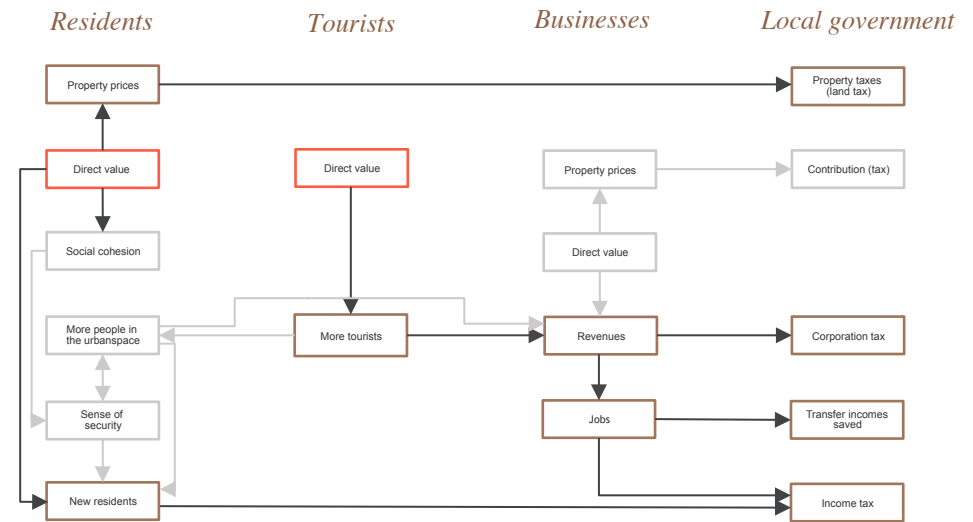 Residents
Tourists
Businesses
Local government
Property prices
Property taxes
(land tax)
Direct value
Direct value
Property prices
Contribution (tax)
Social cohesion
Direct value
More people in
the urbanspace
More tourists
Revenues
Corporation tax
Sense of
security
Jobs
Transfer incomes
saved
New residents
Income tax